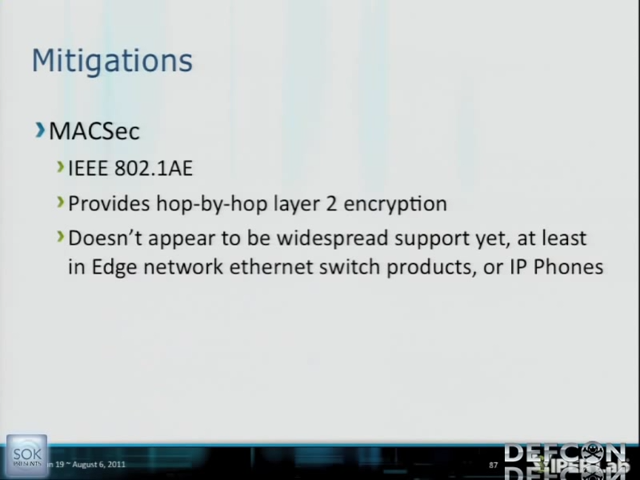 Mitigations
MACSec
IEEE 802.1AE
Provides hop-by-hop layer 2 encryption
Doesn't appear to be widespread support yet, at least
in Edge network ethernet switch products, or IP Phones
SOK
PRESENTS
19 ~ August 6, 2011
87
DEFCON